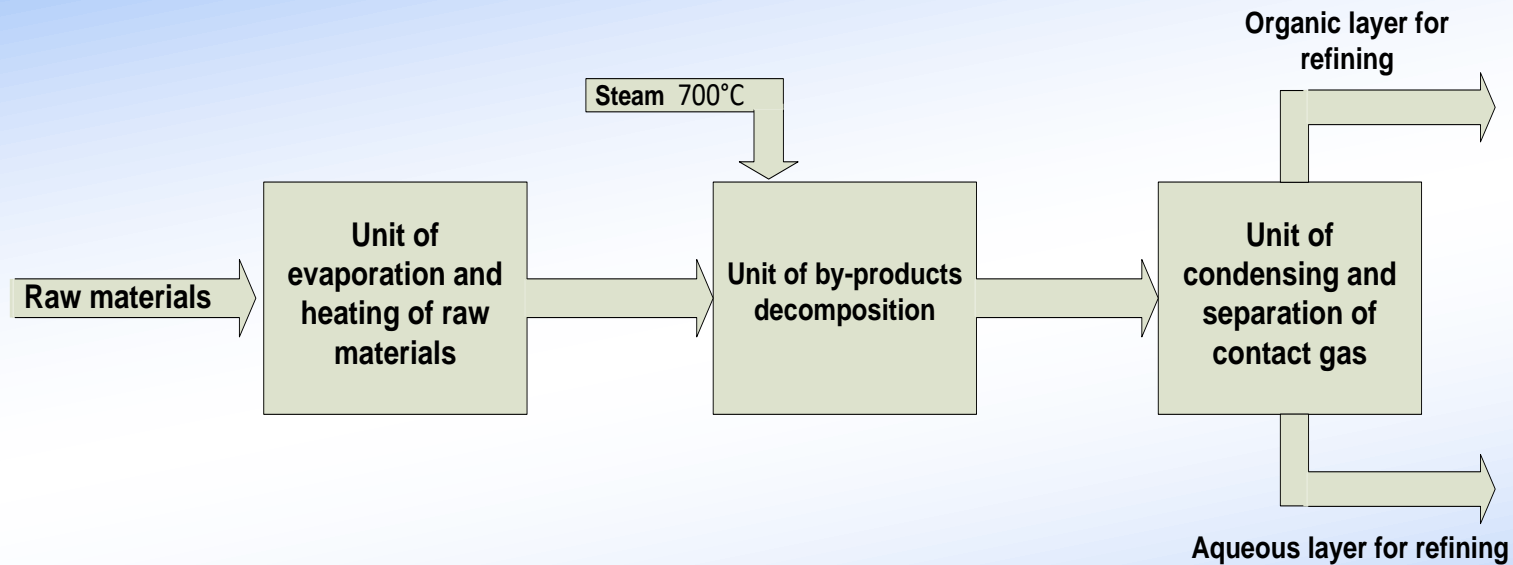 Organic layer for
refining
Steam 700°C
Raw materials
Unit of
evaporation and
heating of raw
materials
Unit of by-products
decomposition
Unit of
condensing and
separation of
contact gas
Aqueous layer for refining